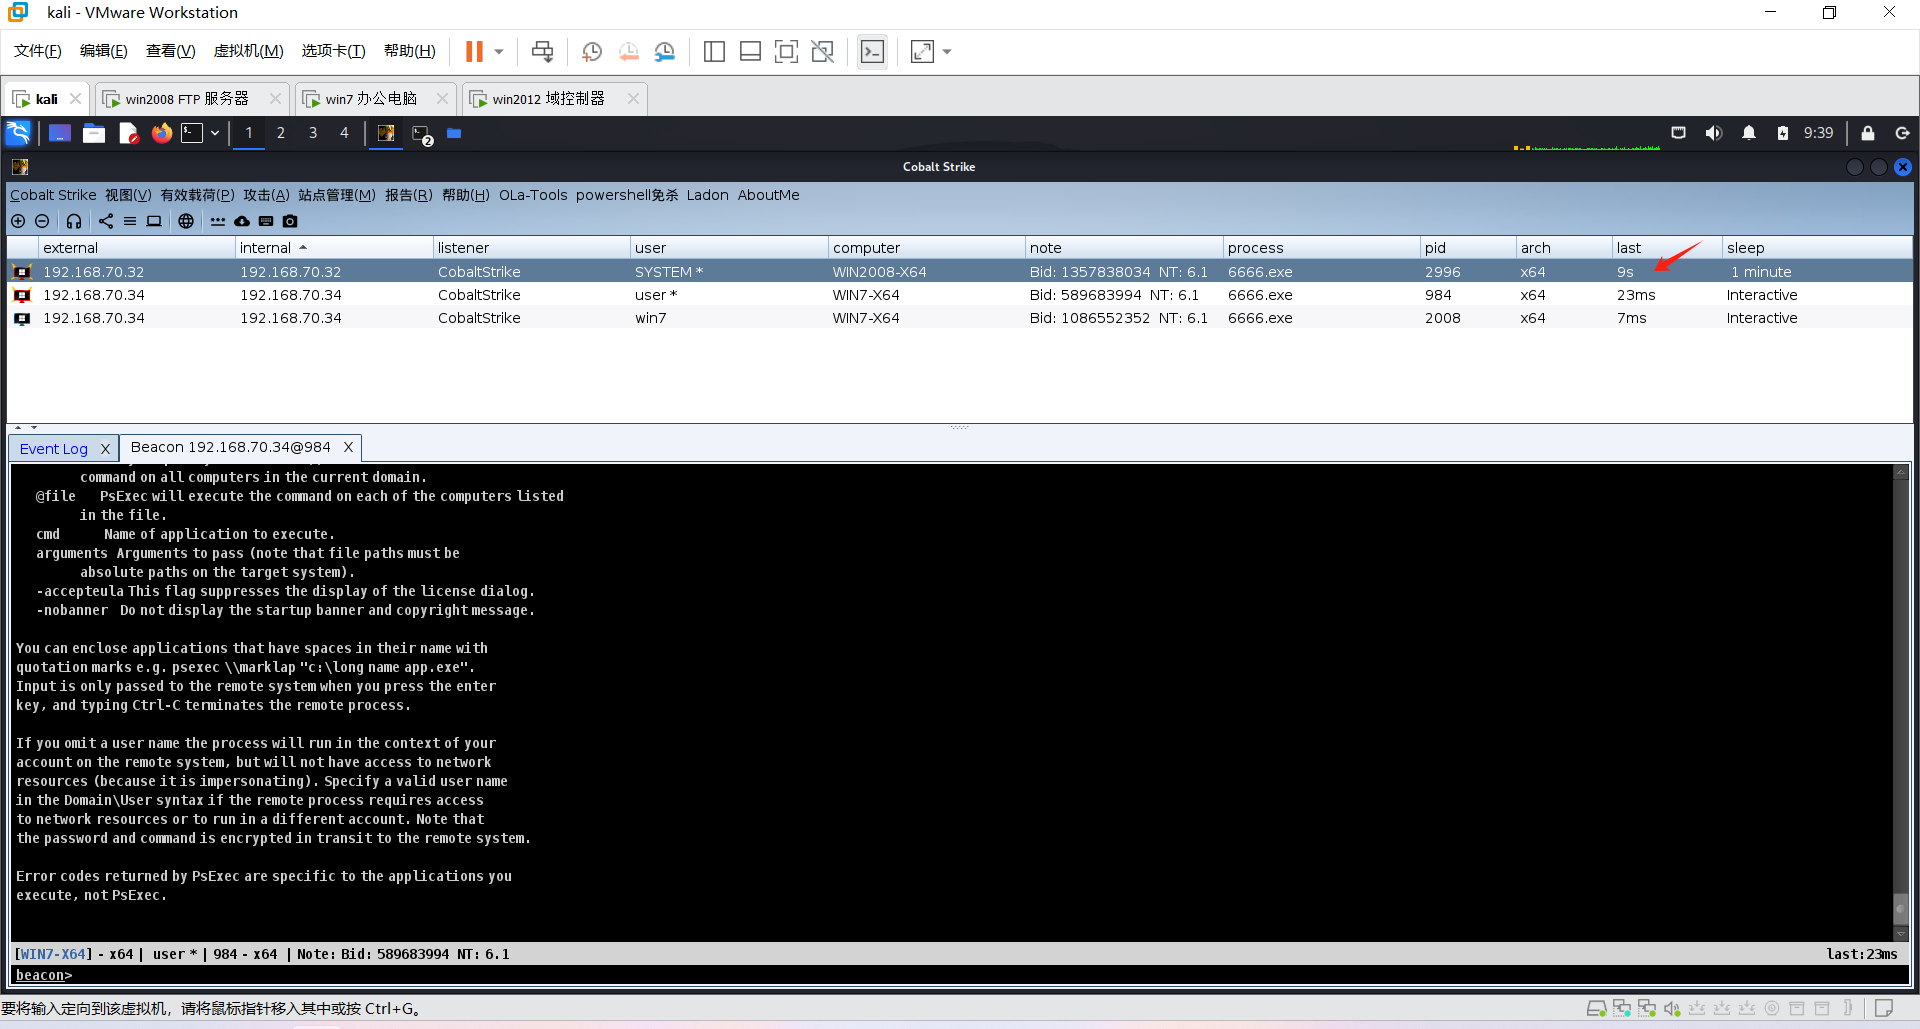 kali - VMware Workstation
文件(F) 编辑(E) 查看(V) 虚拟机(M) 选项卡(T) 帮助(H)
kali win2008 FTP 服务器 win7 办公电脑 win2012 域控制器
1 2 3 4 2 9:39
Cobalt Strike
Cobalt Strike 视图(V) 有效载荷(P) 攻击(A) 站点管理(M) 报告(R) 帮助(H) OLa-Tools powershell免杀 Ladon AboutMe
external internal listener user computer note process pid arch last sleep
192.168.70.32 192.168.70.32 CobaltStrike SYSTEM * WIN2008-X64 Bid: 1357838034 NT: 6.1 6666.exe 2996 x64 9s 1 minute
192.168.70.34 192.168.70.34 CobaltStrike user * WIN7-X64 Bid: 589683994 NT: 6.1 6666.exe 984 x64 23ms Interactive
192.168.70.34 192.168.70.34 CobaltStrike win7 WIN7-X64 Bid: 1086552352 NT: 6.1 6666.exe 2008 x64 7ms Interactive
Event Log X Beacon 192.168.70.34@984 X
command on all computers in the current domain.
@file PsExec will execute the command on each of the computers listed
in the file.
cmd Name of application to execute.
arguments Arguments to pass (note that file paths must be
absolute paths on the target system).
-accepteula This flag suppresses the display of the license dialog.
-nobanner Do not display the startup banner and copyright message.
You can enclose applications that have spaces in their name with
quotation marks e.g. psexec \\marklap "c:\long name app.exe".
Input is only passed to the remote system when you press the enter
key, and typing Ctrl-C terminates the remote process.
If you omit a user name the process will run in the context of your
account on the remote system, but will not have access to network
resources (because it is impersonating). Specify a valid user name
in the Domain\User syntax if the remote process requires access
to network resources or to run in a different account. Note that
the password and command is encrypted in transit to the remote system.
Error codes returned by PsExec are specific to the applications you
execute, not PsExec.
[WIN7-X64] - x64 | user * | 984 - x64 | Note: Bid: 589683994 NT: 6.1 last:23ms
beacon>
要将输入定向到该虚拟机，请将鼠标指针移入其中或按 Ctrl+G。